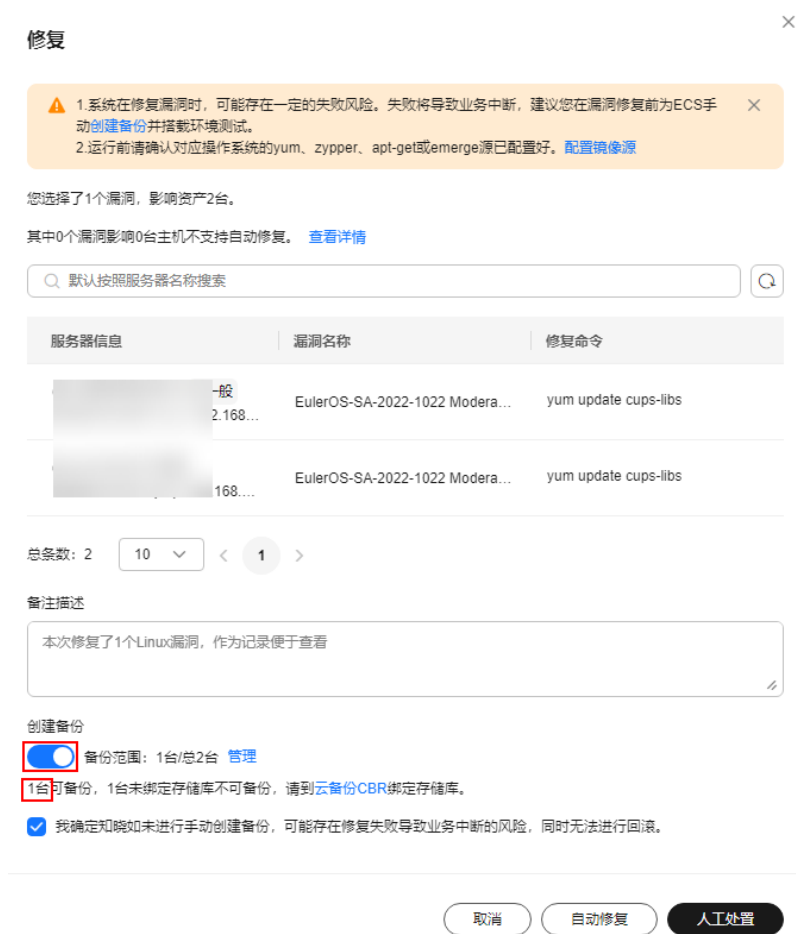 修复
1.系统在修复漏洞时，可能存在一定的失败风险。失败将导致业务中断，建议您在漏洞修复前为ECS手
动创建备份并搭载环境测试。
2.运行前请确认对应操作系统的yum、zypper、apt-get或emerge源已配置好。配置镜像源
您选择了1个漏洞，影响资产2台。
其中0个漏洞影响0台主机不支持自动修复。 查看详情
默认按照服务器名称搜索
服务器信息 漏洞名称 修复命令
一般
2.168... EulerOS-SA-2022-1022 Modera... yum update cups-libs
168.... EulerOS-SA-2022-1022 Modera... yum update cups-libs
总条数：2 10 1
备注描述
本次修复了1个Linux漏洞，作为记录便于查看
创建备份
备份范围：1台/总2台 管理
1台可备份，1台未绑定存储库不可备份，请到云备份CBR绑定存储库。
我确定知晓如未进行手动创建备份，可能存在修复失败导致业务中断的风险，同时无法进行回滚。
取消 自动修复 人工处置